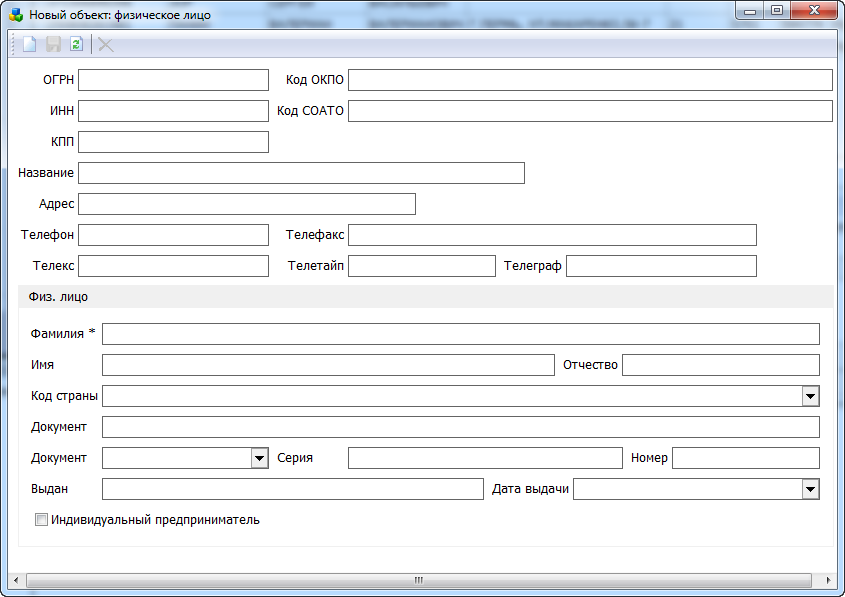 Новый объект: физическое лицо
ОГРН Код ОКПО
ИНН Код СОАТО
КПП
Название
Адрес
Телефон Телефакс
Телекс Телетайп Телеграф
Физ. лицо
Фамилия *
Имя Отчество
Код страны
Документ
Документ Серия Номер
Выдан Дата выдачи
Индивидуальный предприниматель